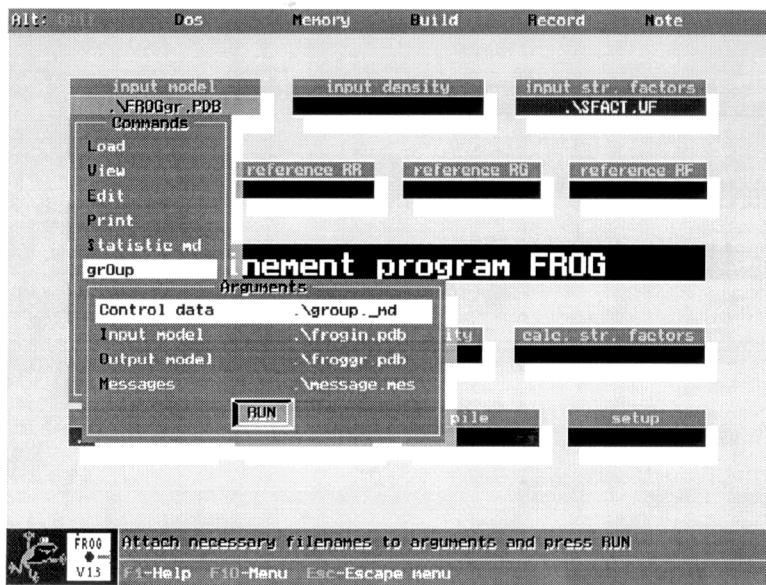 Alt: Quit Dos Memory Build Record Note
input model input density input str. factors
.\FROGgr.PDB .\SFACT.UF
Commands
Load
View reference RR reference RG reference RF
Edit
Print
Statistic md
grOup inement program FROG
Arguments
Control data .\group._md
Input model .\frogin.pdb ity calc. str. factors
Output model .\froggr.pdb
Messages .\message.mes
RUN pile setup
FROG Attach necessary filenames to arguments and press RUN
V1.3 F1-Help F10-Menu Esc-Escape menu